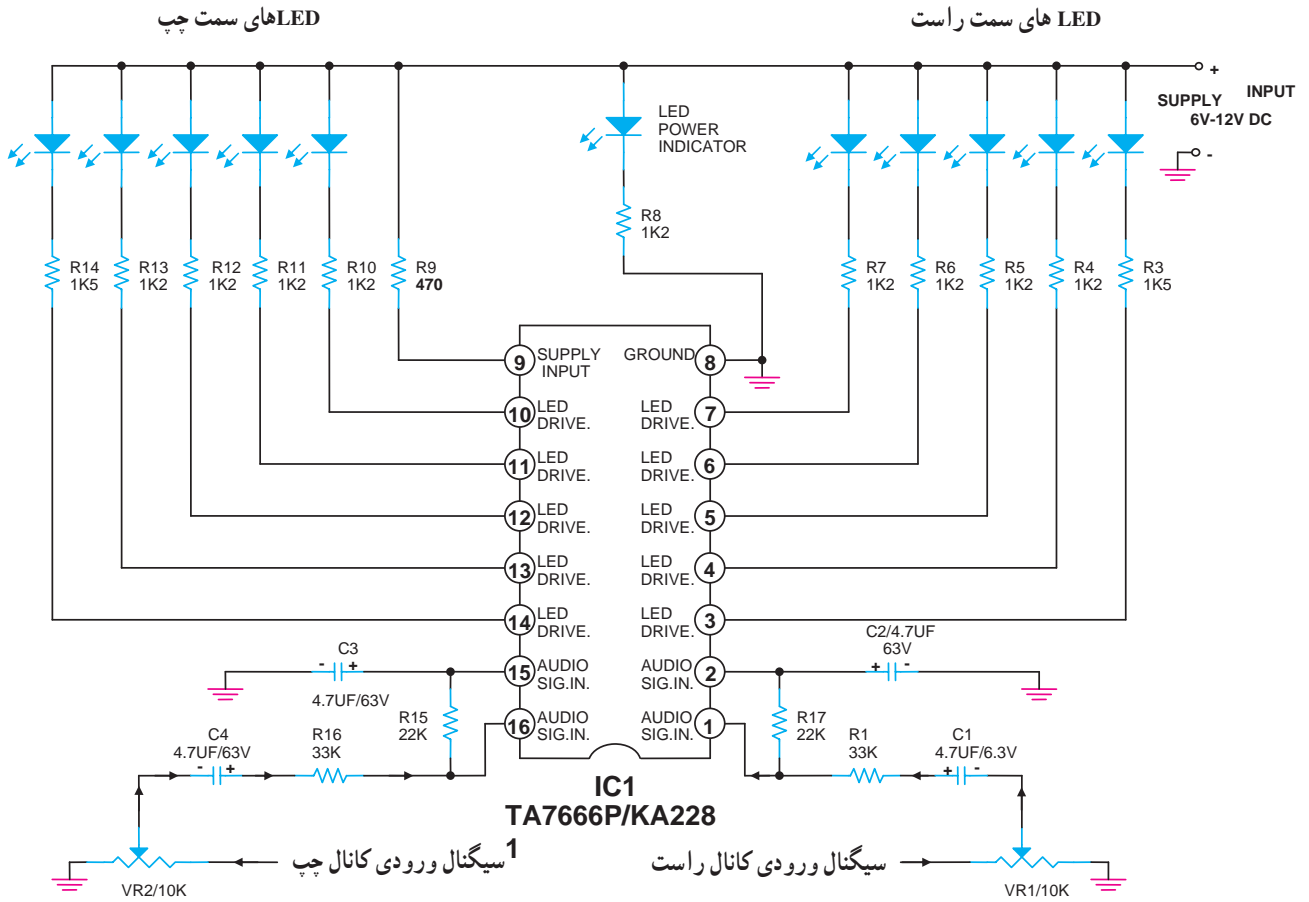 LEDهای سمت چپ
LED های سمت راست
+
INPUT
SUPPLY
6V-12V DC
-
LED
POWER
INDICATOR
R8
1K2
R14
1K5
R13
1K2
R12
1K2
R11
1K2
R10
1K2
R9
470
R7
1K2
R6
1K2
R5
1K2
R4
1K2
R3
1K5
9
SUPPLY
INPUT
GROUND
8
10
LED
DRIVE.
LED
DRIVE.
7
11
LED
DRIVE.
LED
DRIVE.
6
12
LED
DRIVE.
LED
DRIVE.
5
13
LED
DRIVE.
LED
DRIVE.
4
14
LED
DRIVE.
LED
DRIVE.
3
15
AUDIO
SIG.IN.
AUDIO
SIG.IN.
2
16
AUDIO
SIG.IN.
AUDIO
SIG.IN.
1
C3
- +
4.7UF/63V
C2/4.7UF
63V
+ -
R15
22K
R17
22K
C4
4.7UF/63V
- +
R16
33K
R1
33K
C1
4.7UF/6.3V
+ -
IC1
TA7666P/KA228
1
سیگنال ورودی کانال چپ
سیگنال ورودی کانال راست
VR2/10K
VR1/10K